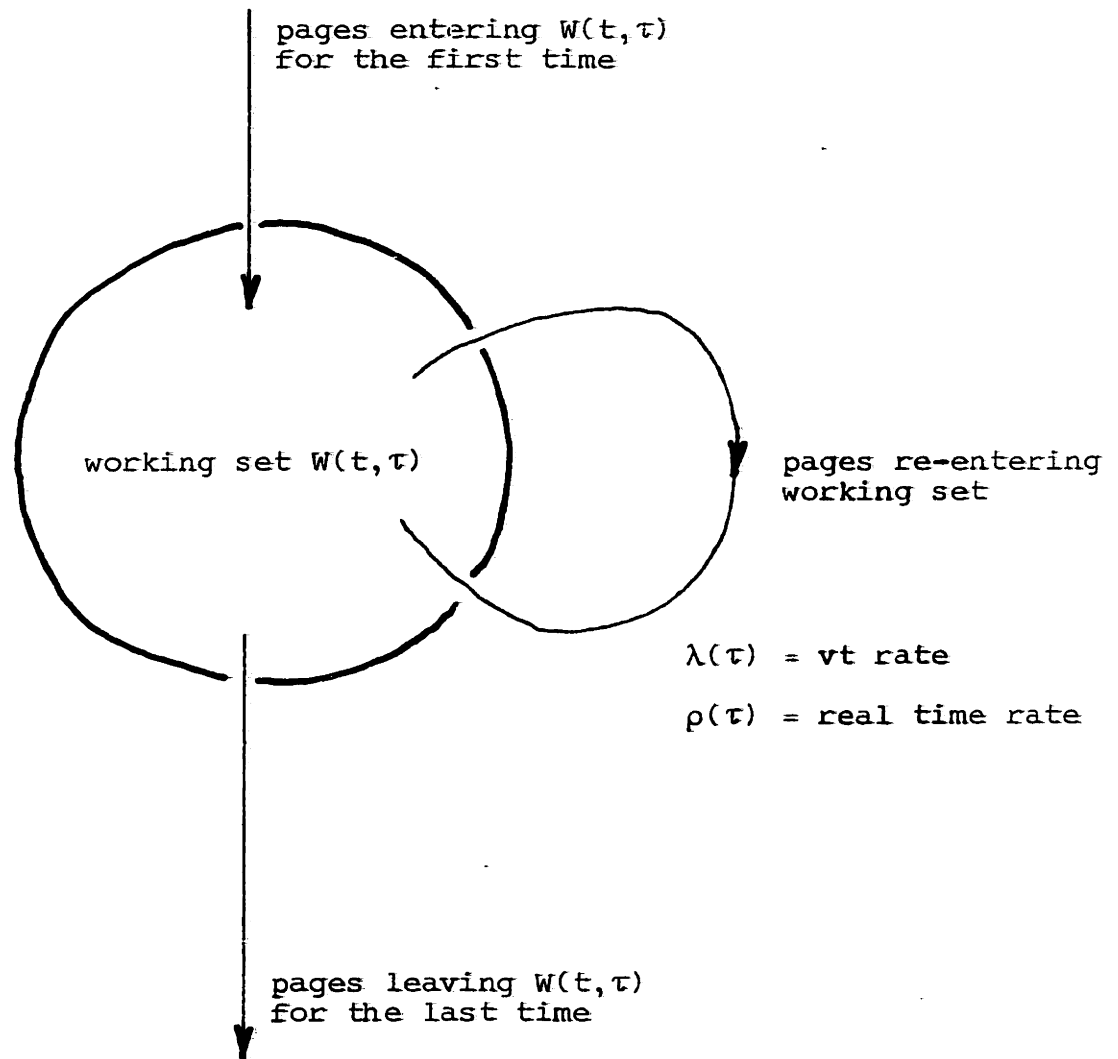 pages entering W(t,τ)
for the first time
working set W(t,τ)
pages re-entering
working set
λ(τ) = vt rate
ρ(τ) = real time rate
pages leaving W(t,τ)
for the last time